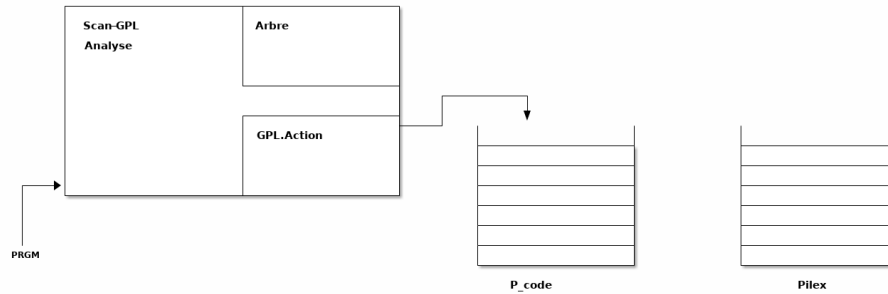 Scan-GPL
Analyse
Arbre
GPL.Action
PRGM
P_code
Pilex